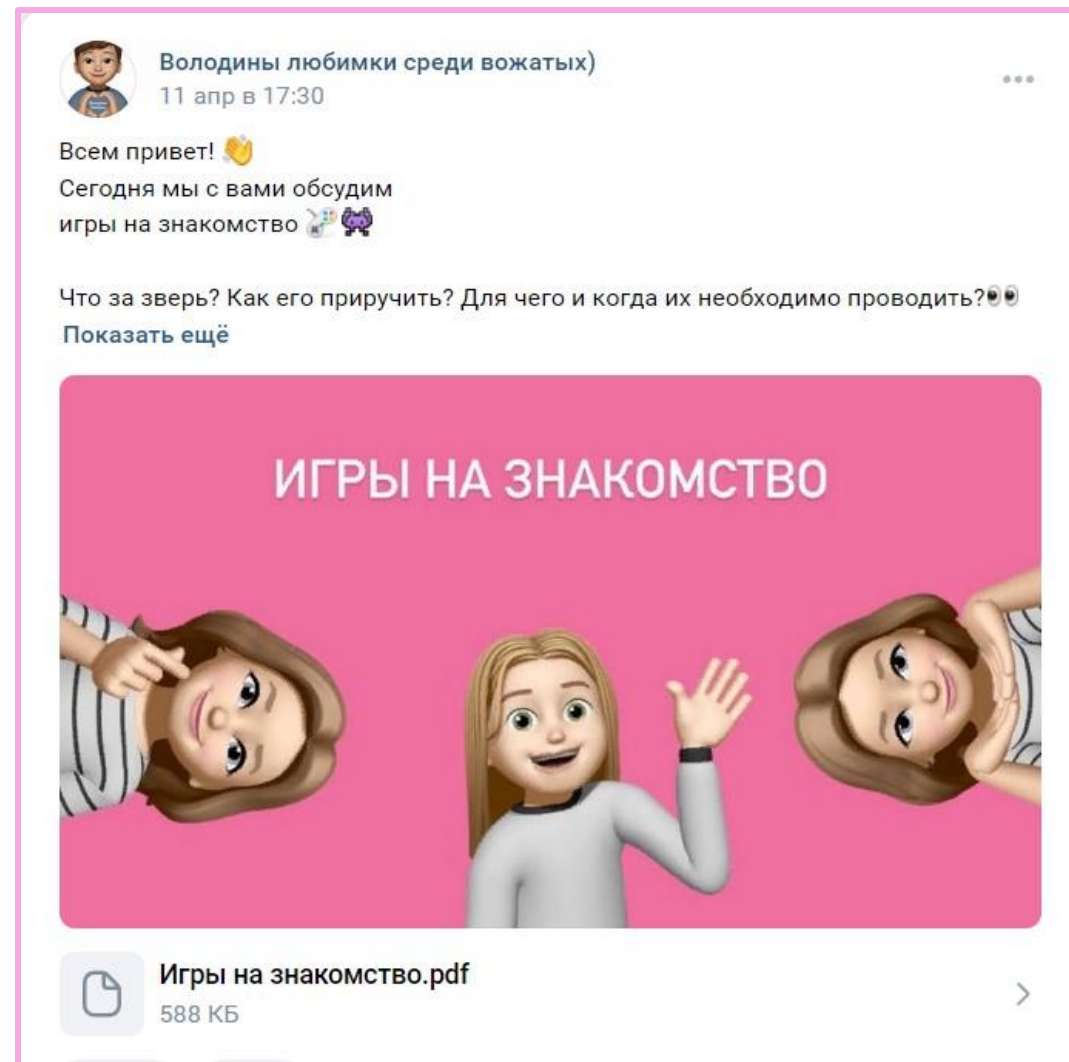 Володины любимки среди вожатых)
11 апр в 17:30
Всем привет! 👋
Сегодня мы с вами обсудим
игры на знакомство 🎨👾
Что за зверь? Как его приручить? Для чего и когда их необходимо проводить?👀
Показать ещё
ИГРЫ НА ЗНАКОМСТВО
Игры на знакомство.pdf
588 КБ